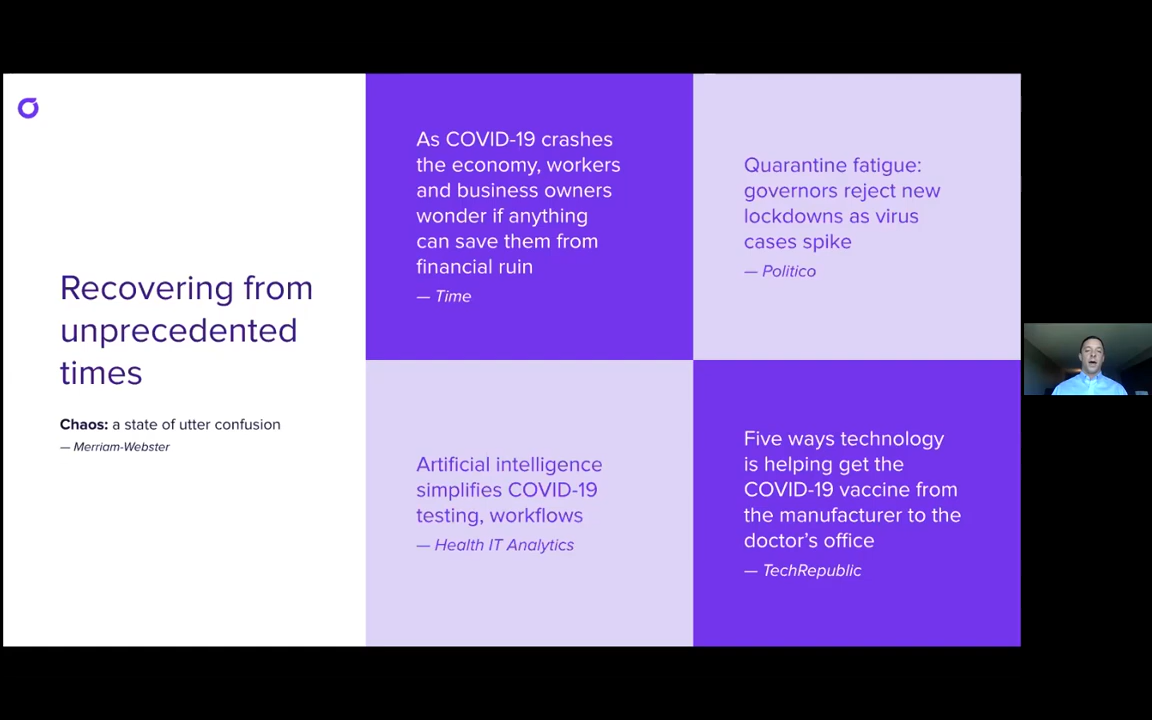 Recovering from
unprecedented
times
Chaos: a state of utter confusion
— Merriam-Webster
As COVID-19 crashes
the economy, workers
and business owners
wonder if anything
can save them from
financial ruin
— Time
Quarantine fatigue:
governors reject new
lockdowns as virus
cases spike
— Politico
Artificial intelligence
simplifies COVID-19
testing, workflows
— Health IT Analytics
Five ways technology
is helping get the
COVID-19 vaccine from
the manufacturer to the
doctor’s office
— TechRepublic